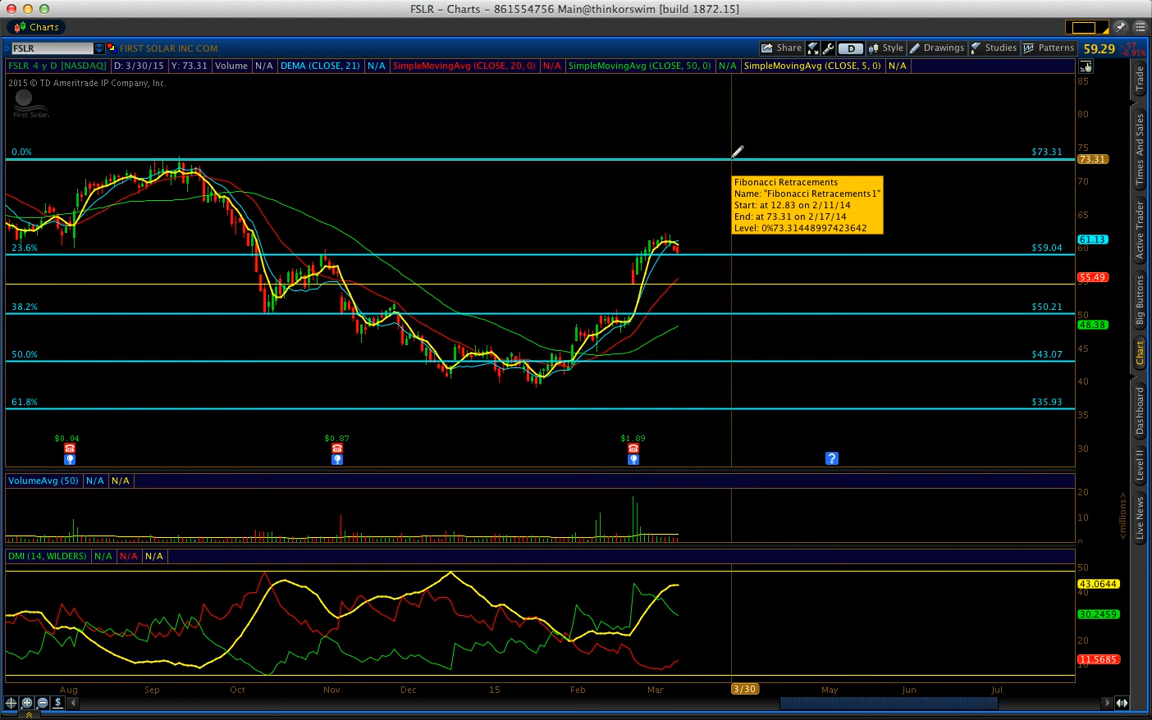 FSLR - Charts - 861554756 Main@thinkorswim [build 1872.15]
Charts
FSLR FIRST SOLAR INC COM Share D Style Drawings Studies Patterns 59.29
FSLR 4 y D [NASDAQ] D: 3/30/15 Y: 73.31 Volume N/A DEMA (CLOSE, 21) N/A SimpleMovingAvg (CLOSE, 20, 0) N/A SimpleMovingAvg (CLOSE, 50, 0) N/A SimpleMovingAvg (CLOSE, 5, 0) N/A
2015 © TD Ameritrade IP Company, Inc.
First Solar.
0.0% $73.31
23.6% $59.04
38.2% $50.21
50.0% $43.07
61.8% $35.93
Fibonacci Retracements
Name: "Fibonacci Retracements1"
Start: at 12.83 on 2/11/14
End: at 73.31 on 2/17/14
Level: 0%73.31448997423642
85
80
75
73.31
70
65
61.13
60
55.49
50
48.38
45
40
35
30
$0.04 $0.87 $1.89
?
VolumeAvg (50) N/A N/A
20
10
0
<millions>
DMI (14, WILDERS) N/A N/A N/A
50
43.0644
40
30.2459
20
11.5685
Aug Sep Oct Nov Dec 15 Feb Mar 3/30 May Jun Jul
$
Trade
Times And Sales
Active Trader
Big Buttons
Chart
Dashboard
Level II
Live News